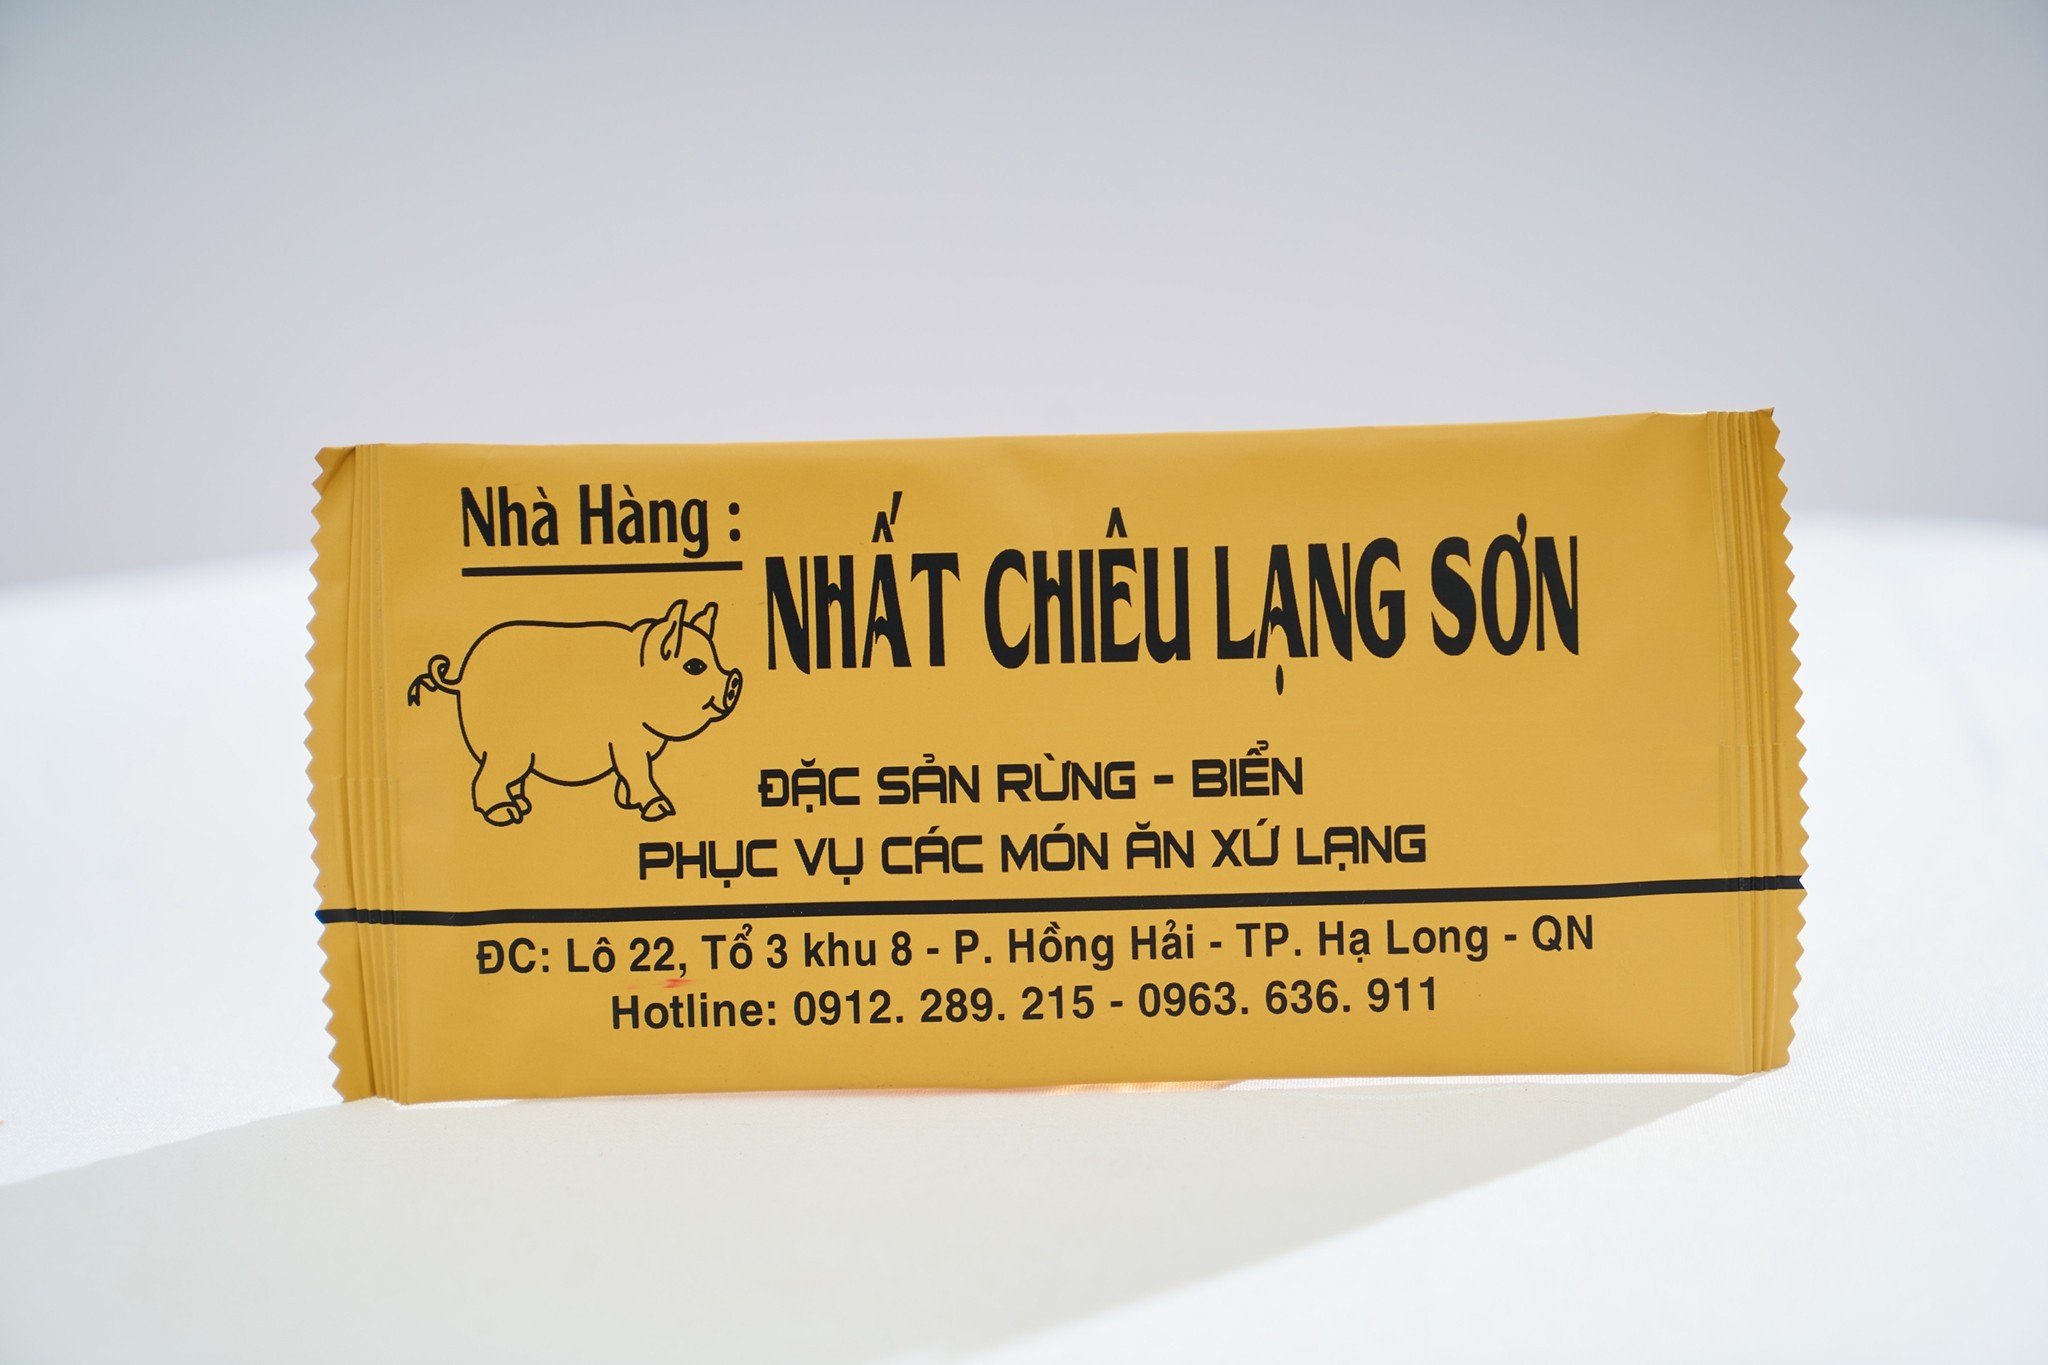 Nhà Hàng :
NHẤT CHIÊU LẠNG SƠN
ĐẶC SẢN RỪNG - BIỂN
PHỤC VỤ CÁC MÓN ĂN XỨ LẠNG
ĐC: Lô 22, Tổ 3 khu 8 - P. Hồng Hải - TP. Hạ Long - QN
Hotline: 0912. 289. 215 - 0963. 636. 911